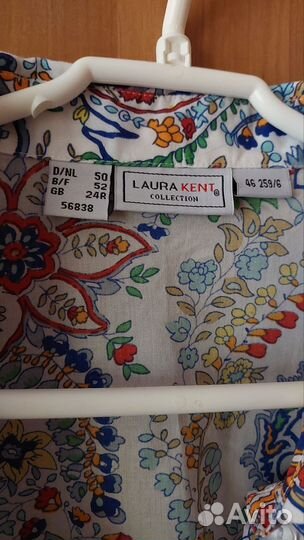 D/NL 50
B/F 52
GB 24R
56838
LAURA KENT®
COLLECTION
46 259/6
Avito